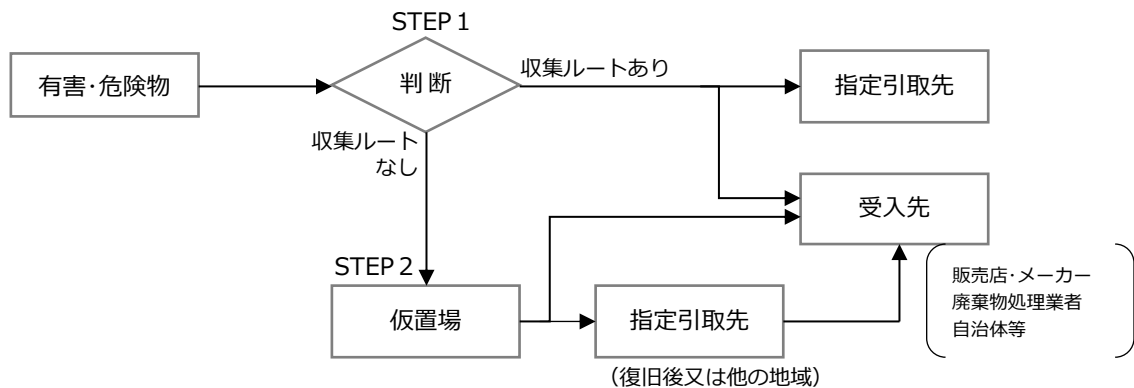 STEP 1
有害･危険物
判 断
収集ルートあり
指定引取先
収集ルート
なし
受入先
STEP 2
販売店･メーカー
廃棄物処理業者
自治体等
仮置場
指定引取先
（復旧後又は他の地域）